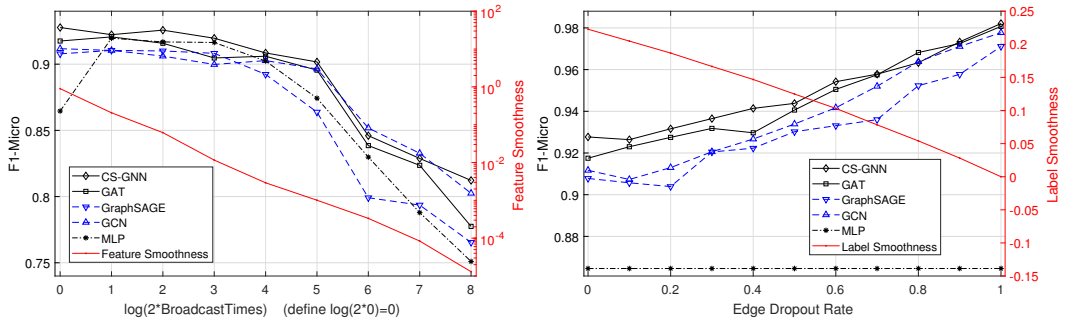 F1-Micro
0.9
0.85
0.8
0.75
10^2
10^0
10^-2
10^-4
Feature Smoothness
CS-GNN
GAT
GraphSAGE
GCN
MLP
Feature Smoothness
0 1 2 3 4 5 6 7 8
log(2*BroadcastTimes) (define log(2*0)=0)
F1-Micro
0.98
0.96
0.94
0.92
0.9
0.88
0.25
0.2
0.15
0.1
0.05
0
-0.05
-0.1
-0.15
Label Smoothness
CS-GNN
GAT
GraphSAGE
GCN
MLP
Label Smoothness
0 0.2 0.4 0.6 0.8 1
Edge Dropout Rate